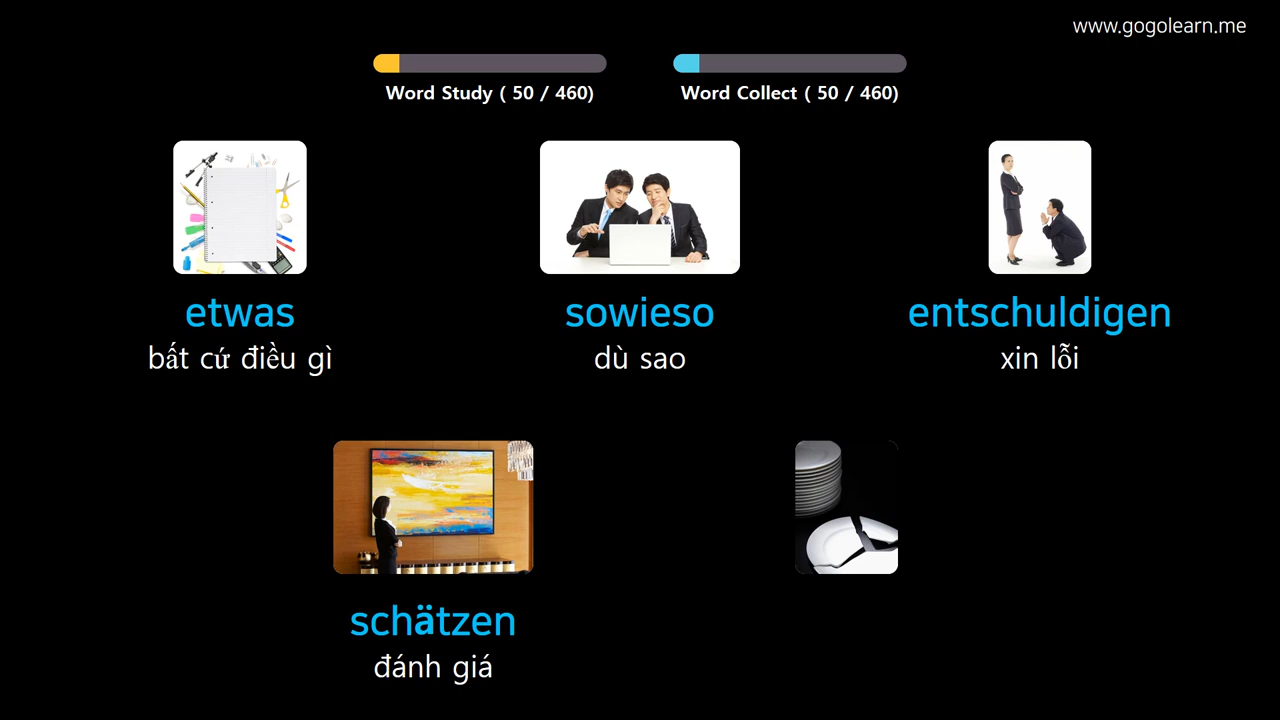 www.gogolearn.me
Word Study ( 50 / 460)
Word Collect ( 50 / 460)
etwas
bất cứ điều gì
sowieso
dù sao
entschuldigen
xin lỗi
schätzen
đánh giá